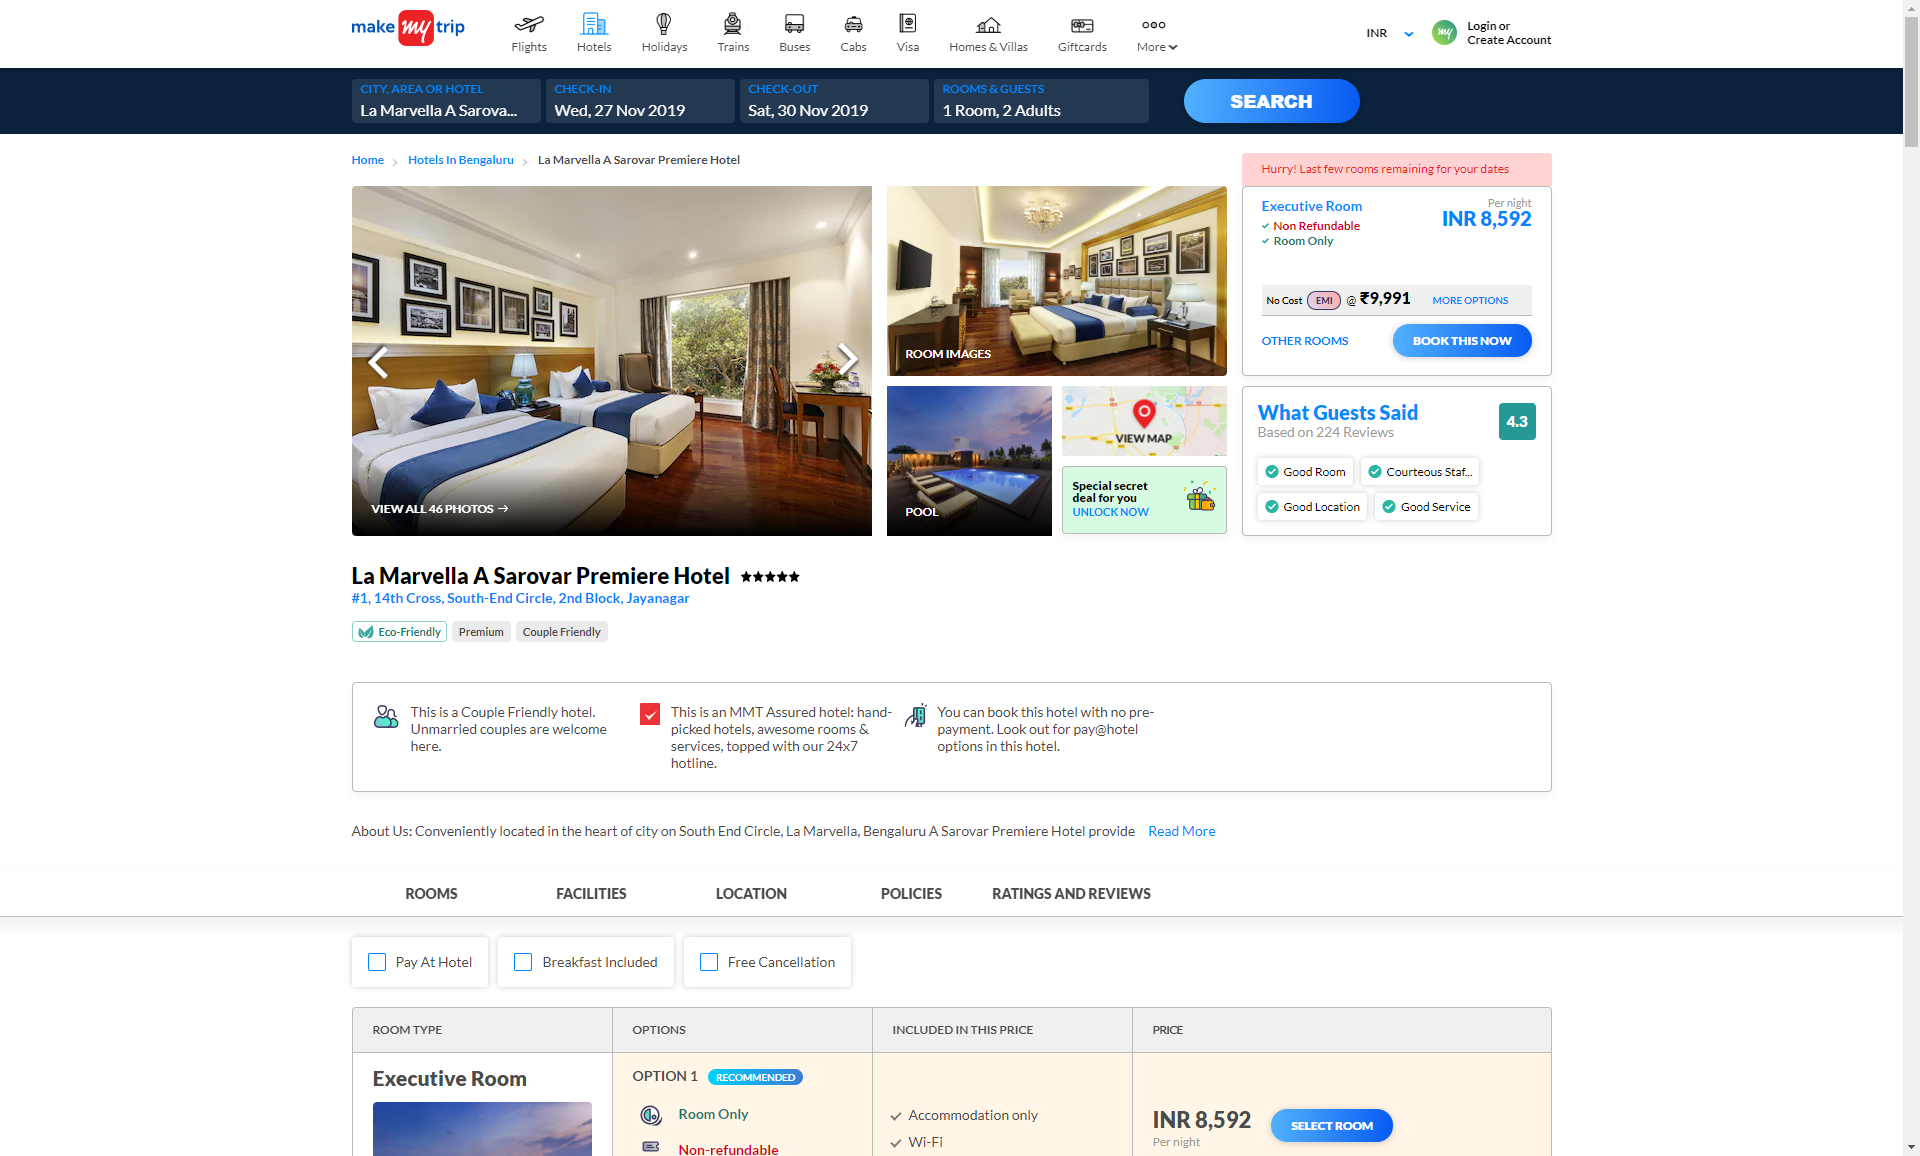 make my trip
Flights
Hotels
Holidays
Trains
Buses
Cabs
Visa
Homes & Villas
Giftcards
More
INR
my
Login or
Create Account
CITY, AREA OR HOTEL
La Marvella A Sarova...
CHECK-IN
Wed, 27 Nov 2019
CHECK-OUT
Sat, 30 Nov 2019
ROOMS & GUESTS
1 Room, 2 Adults
SEARCH
Home
Hotels In Bengaluru
La Marvella A Sarovar Premiere Hotel
VIEW ALL 46 PHOTOS
ROOM IMAGES
POOL
VIEW MAP
Special secret
deal for you
UNLOCK NOW
Hurry! Last few rooms remaining for your dates
Executive Room
Per night
INR 8,592
Non Refundable
Room Only
No Cost EMI @ ₹9,991 MORE OPTIONS
OTHER ROOMS
BOOK THIS NOW
What Guests Said
Based on 224 Reviews
4.3
Good Room
Courteous Staf...
Good Location
Good Service
La Marvella A Sarovar Premiere Hotel
#1, 14th Cross, South-End Circle, 2nd Block, Jayanagar
Eco-Friendly
Premium
Couple Friendly
This is a Couple Friendly hotel.
Unmarried couples are welcome
here.
This is an MMT Assured hotel: hand-
picked hotels, awesome rooms &
services, topped with our 24x7
hotline.
You can book this hotel with no pre-
payment. Look out for pay@hotel
options in this hotel.
About Us: Conveniently located in the heart of city on South End Circle, La Marvella, Bengaluru A Sarovar Premiere Hotel provide Read More
ROOMS
FACILITIES
LOCATION
POLICIES
RATINGS AND REVIEWS
Pay At Hotel
Breakfast Included
Free Cancellation
ROOM TYPE
OPTIONS
INCLUDED IN THIS PRICE
PRICE
Executive Room
OPTION 1
RECOMMENDED
Room Only
Non-refundable
Accommodation only
Wi-Fi
INR 8,592
Per night
SELECT ROOM